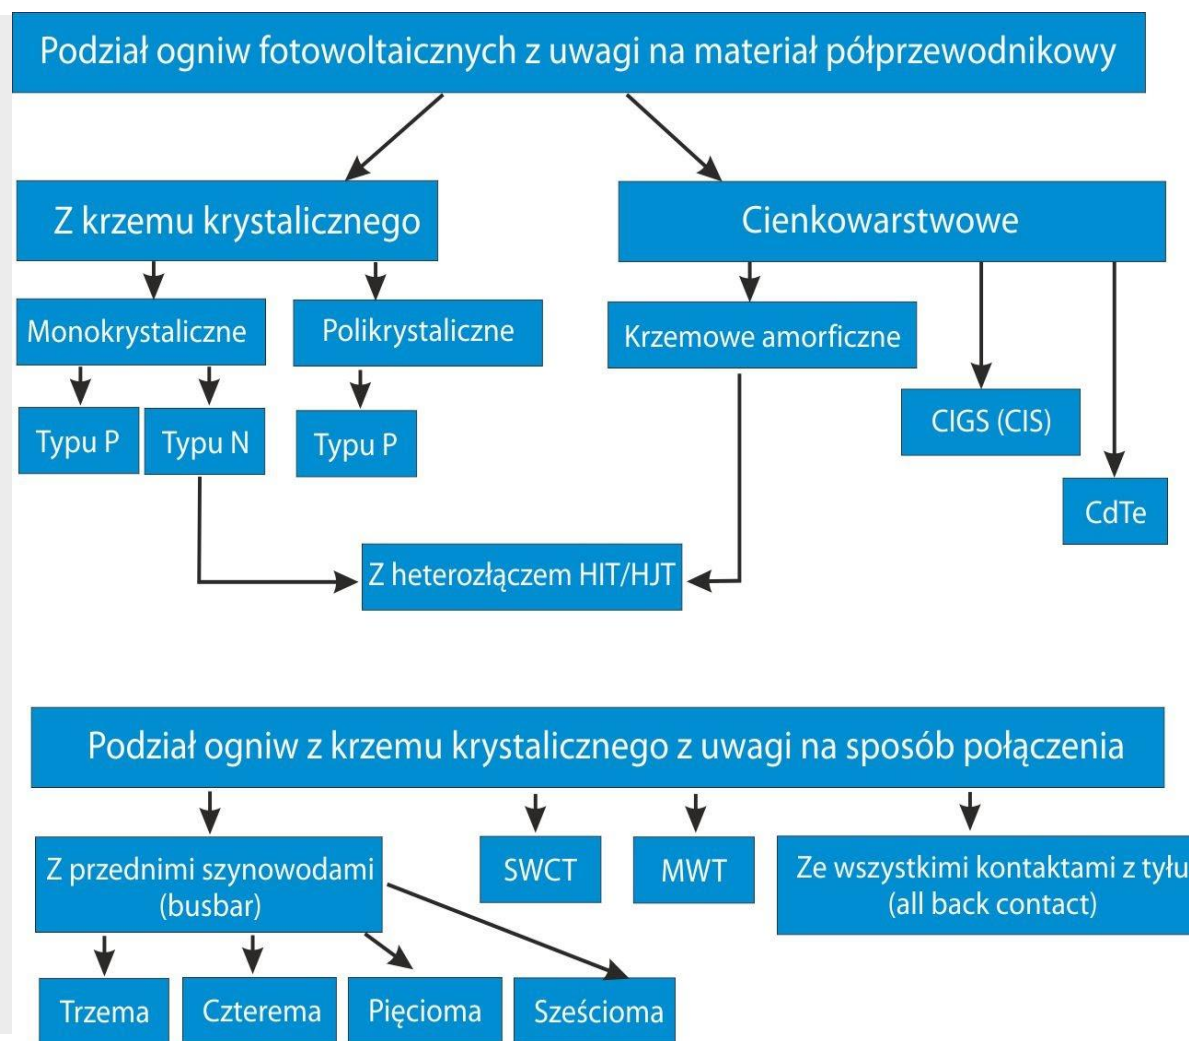 Podział ogniw fotowoltaicznych z uwagi na materiał półprzewodnikowy
Z krzemu krystalicznego
Cienkowarstwowe
Monokrystaliczne
Polikrystaliczne
Krzemowe amorficzne
CIGS (CIS)
Typu P
Typu N
Typu P
CdTe
Z heterozłączem HIT/HJT
Podział ogniw z krzemu krystalicznego z uwagi na sposób połączenia
Z przednimi szynowodami
(busbar)
SWCT
MWT
Ze wszystkimi kontaktami z tyłu
(all back contact)
Trzema
Czterema
Pięcioma
Sześcioma